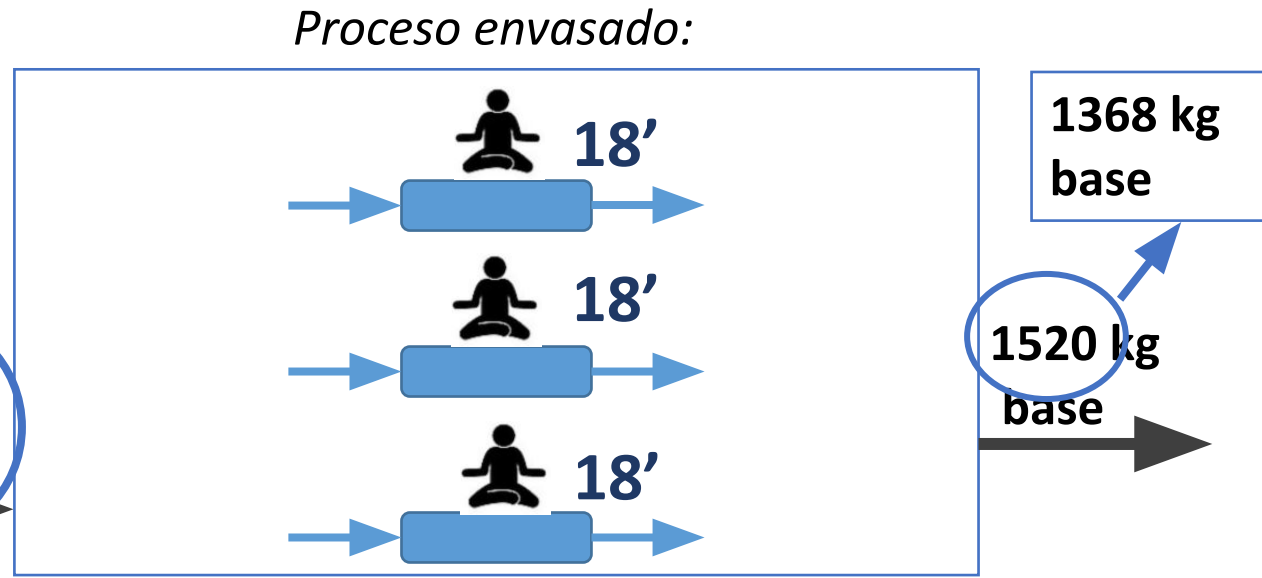 Proceso envasado:
18’
18’
18’
1368 kg
base
1520 kg
base